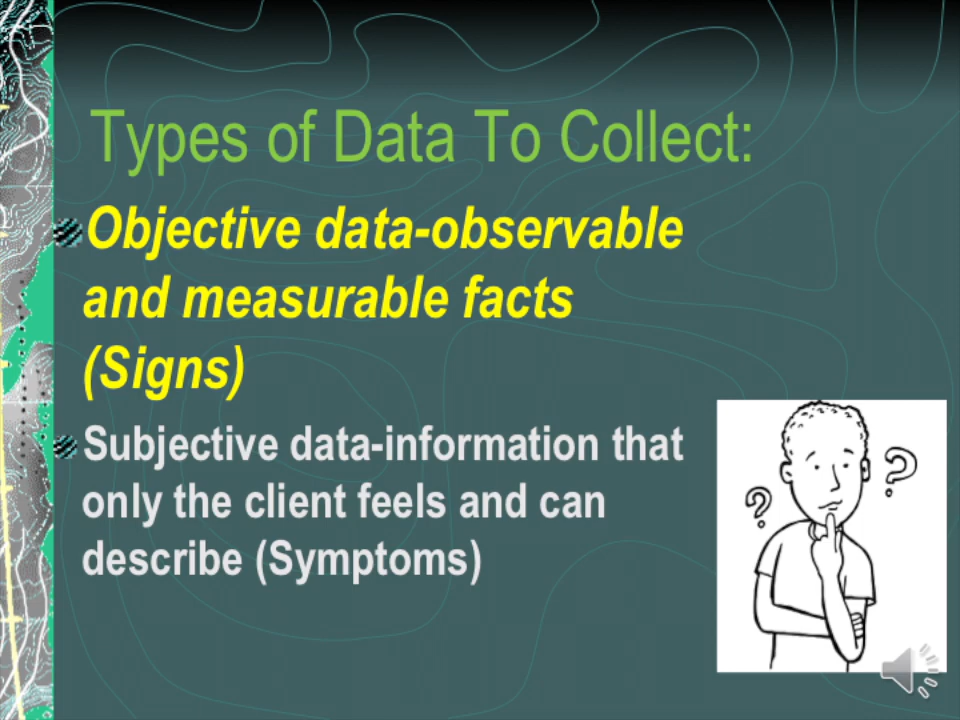 Types of Data To Collect:
Objective data-observable
and measurable facts
(Signs)
Subjective data-information that
only the client feels and can
describe (Symptoms)
? ?